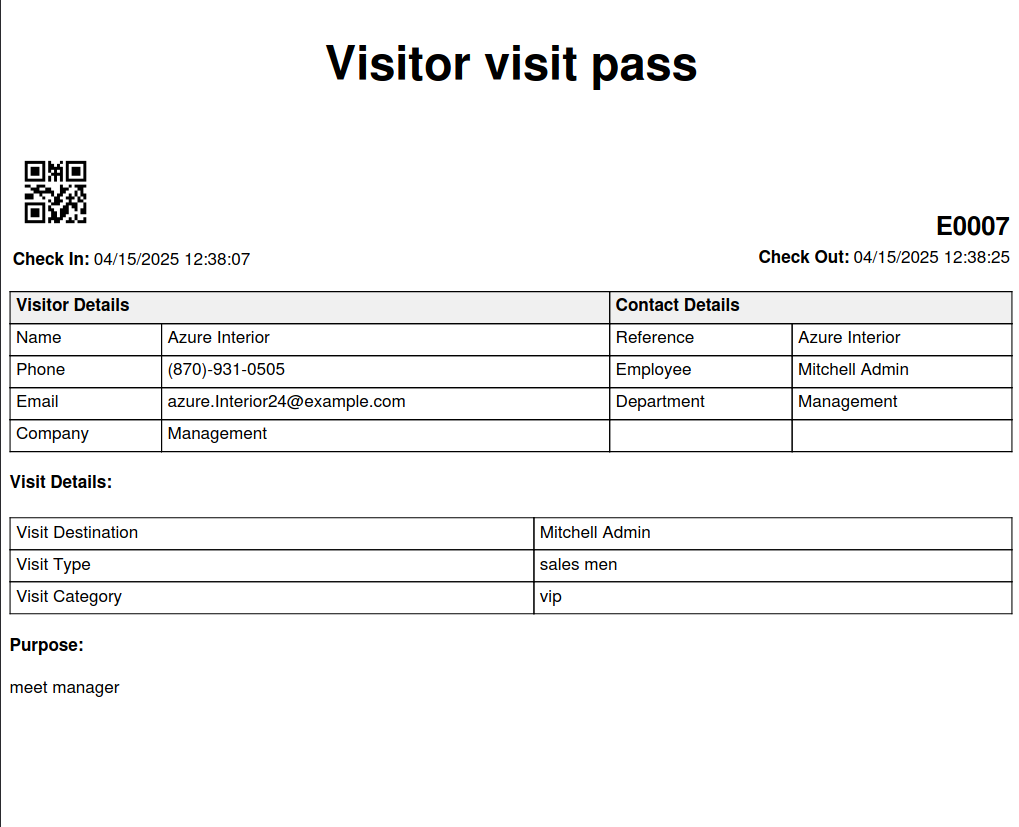 Visitor visit pass
E0007
Check In: 04/15/2025 12:38:07
Check Out: 04/15/2025 12:38:25
Visitor Details Contact Details
Name Azure Interior Reference Azure Interior
Phone (870)-931-0505 Employee Mitchell Admin
Email azure.Interior24@example.com Department Management
Company Management
Visit Details:
Visit Destination Mitchell Admin
Visit Type sales men
Visit Category vip
Purpose:
meet manager